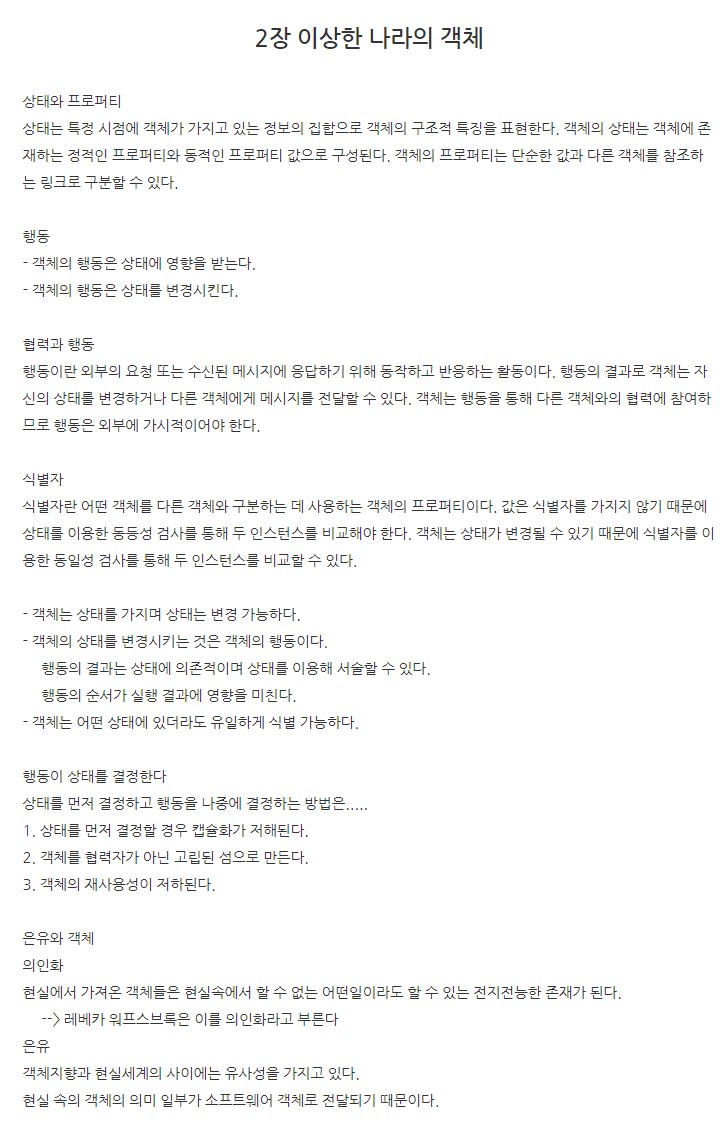 2장 이상한 나라의 객체
상태와 프로퍼티
상태는 특정 시점에 객체가 가지고 있는 정보의 집합으로 객체의 구조적 특징을 표현한다. 객체의 상태는 객체에 존
재하는 정적인 프로퍼티와 동적인 프로퍼티 값으로 구성된다. 객체의 프로퍼티는 단순한 값과 다른 객체를 참조하
는 링크로 구분할 수 있다.
행동
- 객체의 행동은 상태에 영향을 받는다.
- 객체의 행동은 상태를 변경시킨다.
협력과 행동
행동이란 외부의 요청 또는 수신된 메시지에 응답하기 위해 동작하고 반응하는 활동이다. 행동의 결과로 객체는 자
신의 상태를 변경하거나 다른 객체에게 메시지를 전달할 수 있다. 객체는 행동을 통해 다른 객체와의 협력에 참여하
므로 행동은 외부에 가시적이어야 한다.
식별자
식별자란 어떤 객체를 다른 객체와 구분하는 데 사용하는 객체의 프로퍼티이다. 값은 식별자를 가지지 않기 때문에
상태를 이용한 동등성 검사를 통해 두 인스턴스를 비교해야 한다. 객체는 상태가 변경될 수 있기 때문에 식별자를 이
용한 동일성 검사를 통해 두 인스턴스를 비교할 수 있다.
- 객체는 상태를 가지며 상태는 변경 가능하다.
- 객체의 상태를 변경시키는 것은 객체의 행동이다.
행동의 결과는 상태에 의존적이며 상태를 이용해 서술할 수 있다.
행동의 순서가 실행 결과에 영향을 미친다.
- 객체는 어떤 상태에 있더라도 유일하게 식별 가능하다.
행동이 상태를 결정한다
상태를 먼저 결정하고 행동을 나중에 결정하는 방법은.....
1. 상태를 먼저 결정할 경우 캡슐화가 저해된다.
2. 객체를 협력자가 아닌 고립된 섬으로 만든다.
3. 객체의 재사용성이 저하된다.
은유와 객체
의인화
현실에서 가져온 객체들은 현실속에서 할 수 없는 어떤일이라도 할 수 있는 전지전능한 존재가 된다.
--> 레베카 워프스브록은 이를 의인화라고 부른다
은유
객체지향과 현실세계의 사이에는 유사성을 가지고 있다.
현실 속의 객체의 의미 일부가 소프트웨어 객체로 전달되기 때문이다.